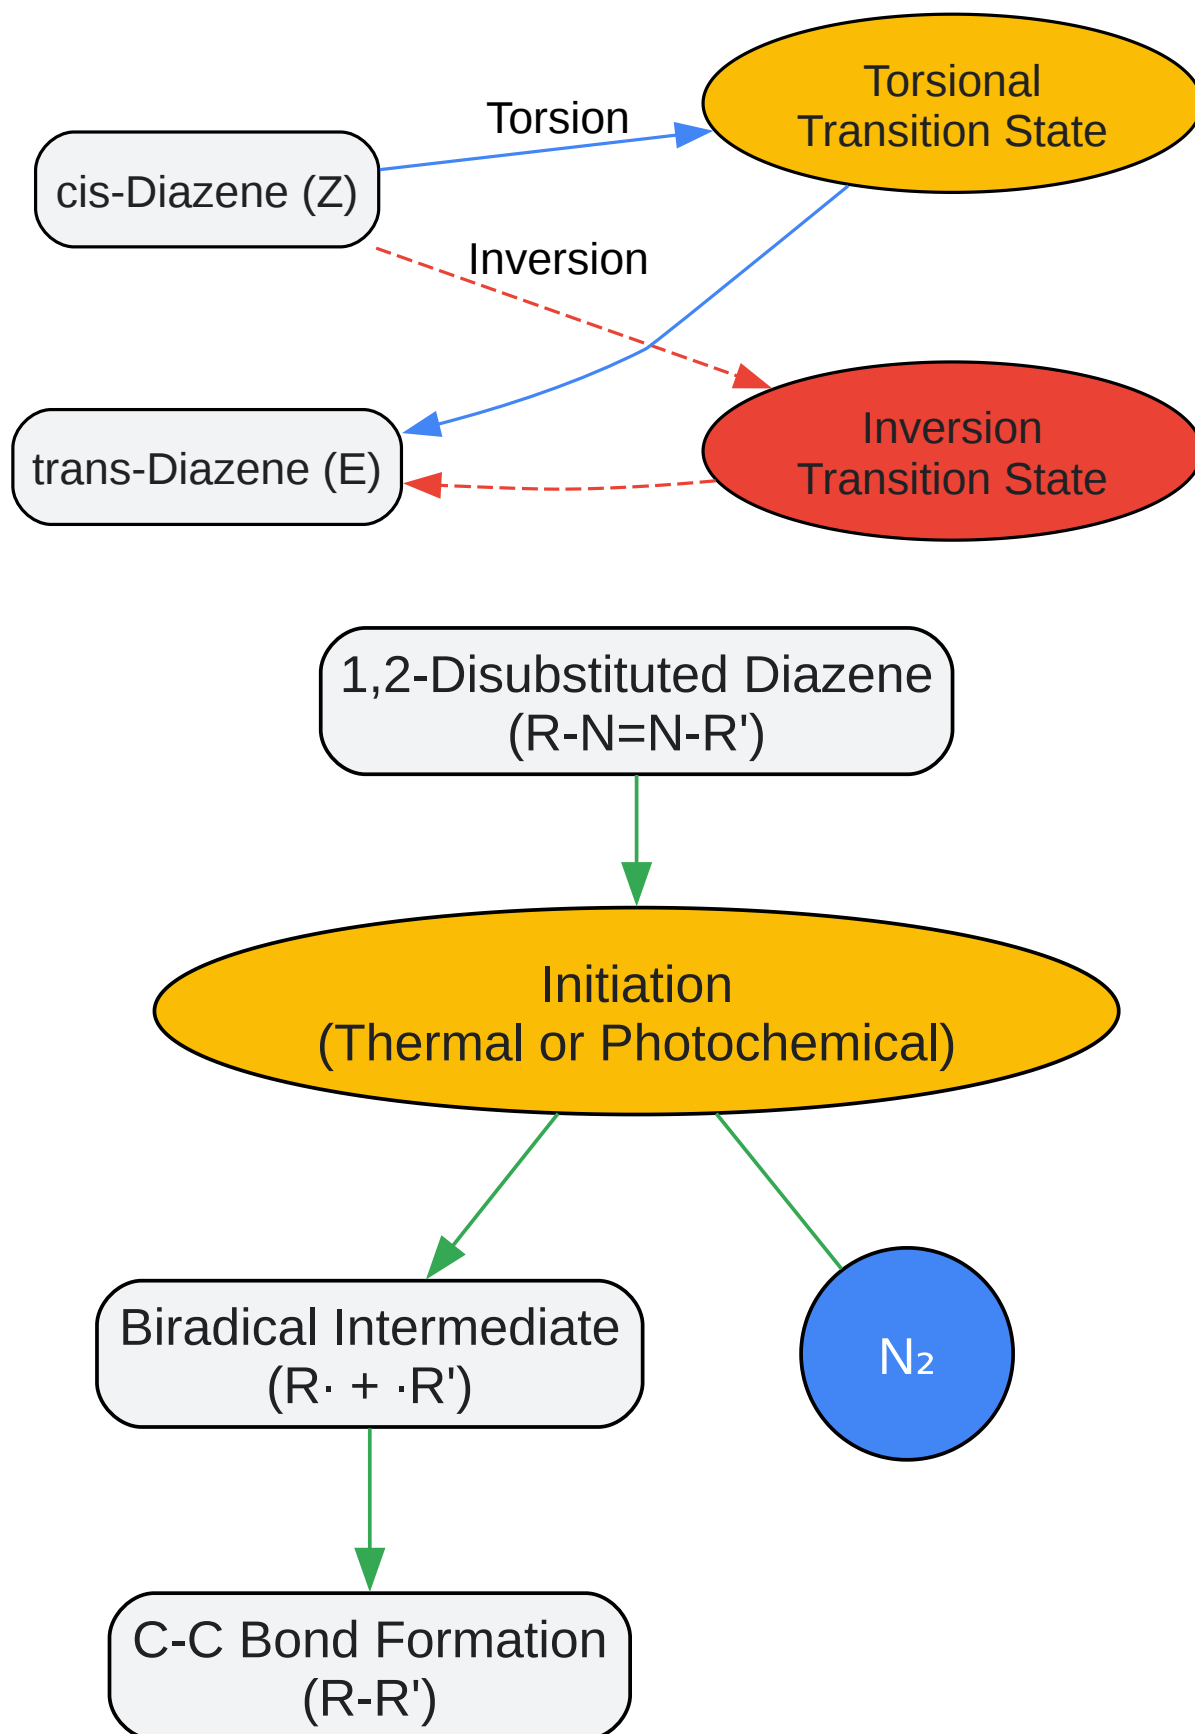 Torsional
Transition State
Torsion
cis-Diazene (Z)
Inversion
Inversion
Transition State
trans-Diazene (E)
1,2-Disubstituted Diazene
(R-N=N-R')
Initiation
(Thermal or Photochemical)
Biradical Intermediate
(R· + ·R')
N₂
C-C Bond Formation
(R-R')